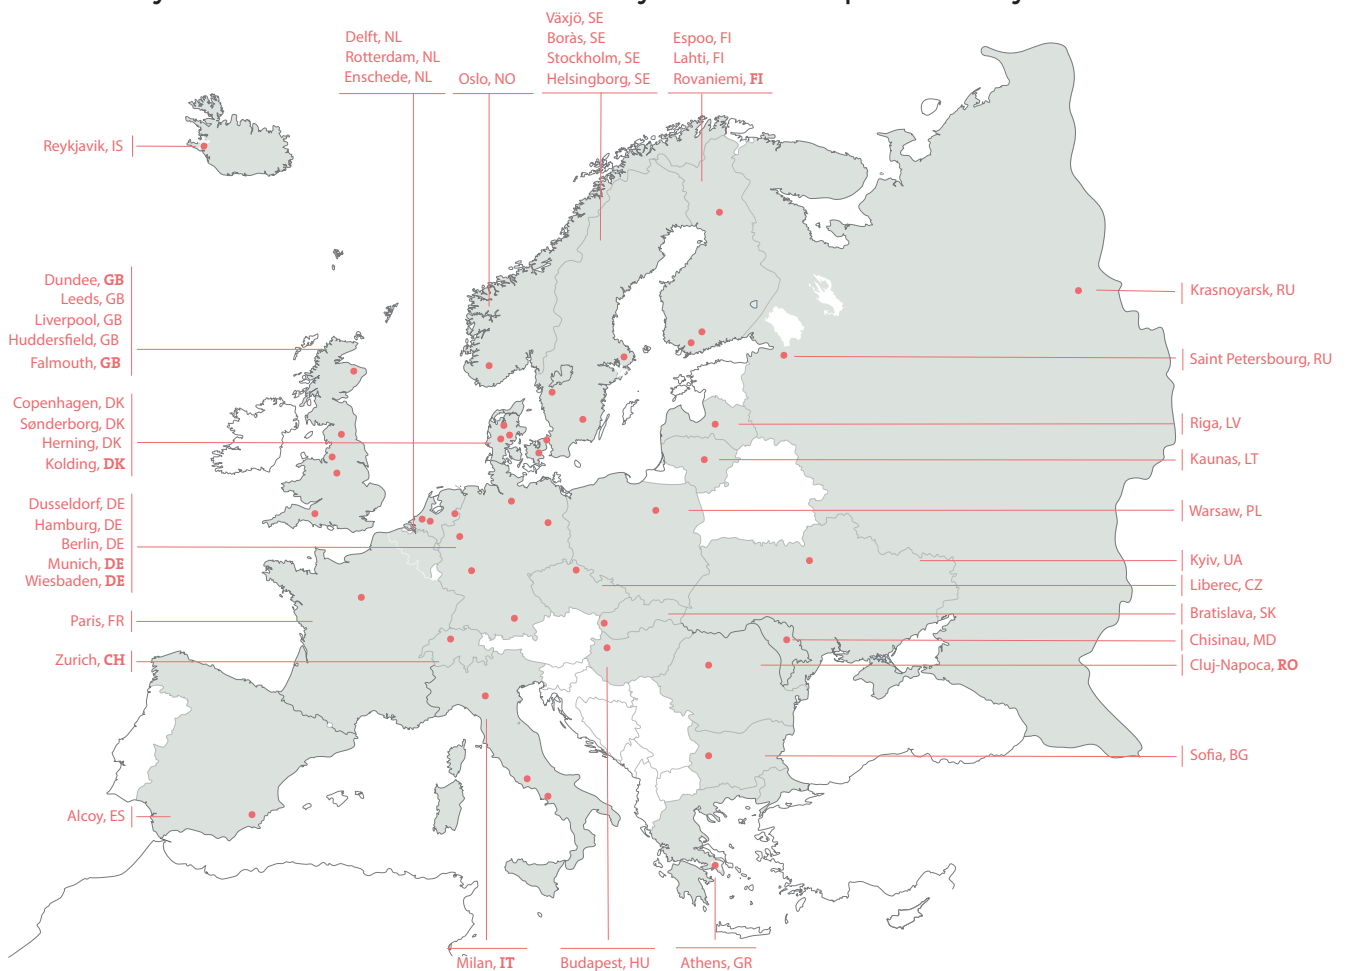 Växjö, SE
Boràs, SE
Stockholm, SE
Helsingborg, SE
Delft, NL
Rotterdam, NL
Enschede, NL
Oslo, NO
Espoo, FI
Lahti, FI
Rovaniemi, FI
Reykjavik, IS
Dundee, GB
Leeds, GB
Liverpool, GB
Huddersfield, GB
Falmouth, GB
Copenhagen, DK
Sønderborg, DK
Herning, DK
Kolding, DK
Dusseldorf, DE
Hamburg, DE
Berlin, DE
Munich, DE
Wiesbaden, DE
Paris, FR
Zurich, CH
Alcoy, ES
Krasnoyarsk, RU
Saint Petersbourg, RU
Riga, LV
Kaunas, LT
Warsaw, PL
Kyiv, UA
Liberec, CZ
Bratislava, SK
Chisinau, MD
Cluj-Napoca, RO
Sofia, BG
Milan, IT
Budapest, HU
Athens, GR